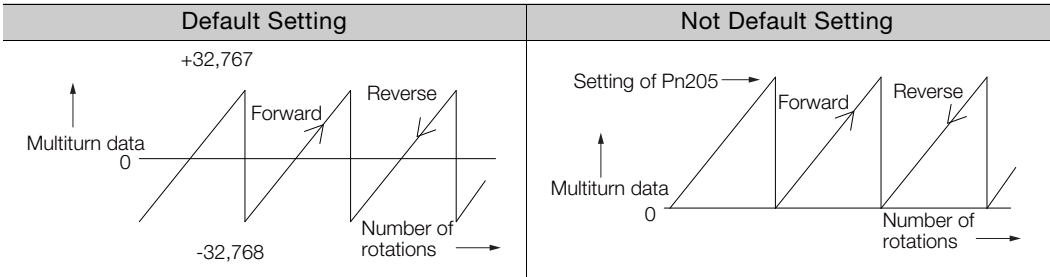 Default Setting
Not Default Setting
+32,767
Forward
Reverse
Multiturn data
0
Number of
rotations
-32,768
Setting of Pn205
Forward
Reverse
Multiturn data
0
Number of
rotations